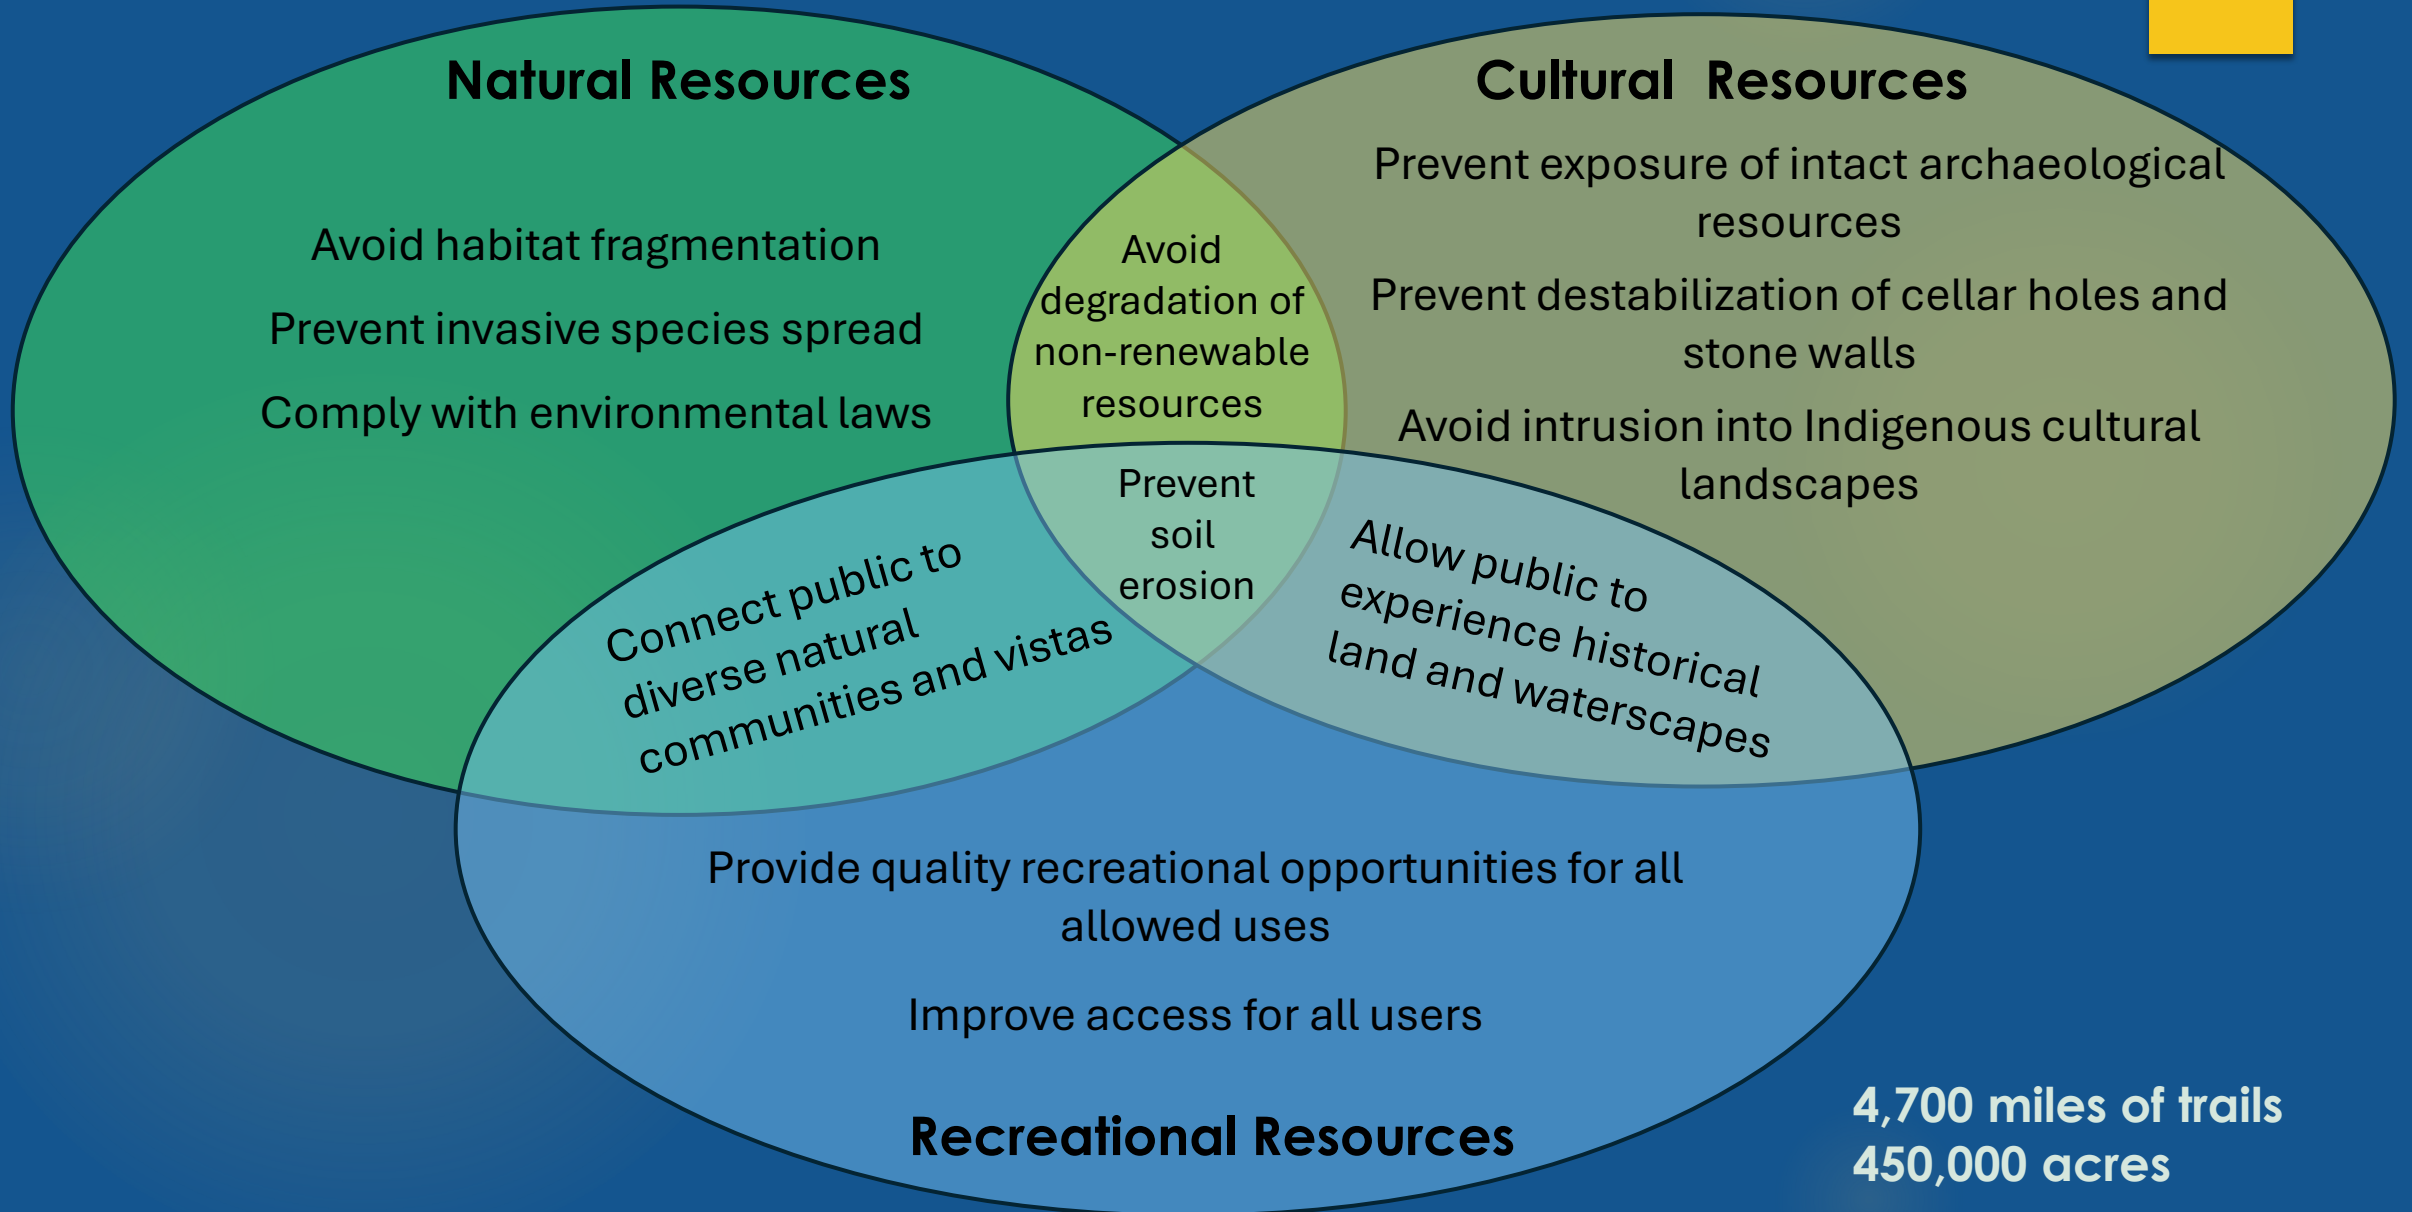 Natural Resources
Avoid habitat fragmentation
Prevent invasive species spread
Comply with environmental laws
Cultural Resources
Prevent exposure of intact archaeological
resources
Prevent destabilization of cellar holes and
stone walls
Avoid intrusion into Indigenous cultural
landscapes
Avoid
degradation of
non-renewable
resources
Prevent
soil
erosion
Connect public to
diverse natural
communities and vistas
Allow public to
experience historical
land and waterscapes
Provide quality recreational opportunities for all
allowed uses
Improve access for all users
Recreational Resources
4,700 miles of trails
450,000 acres